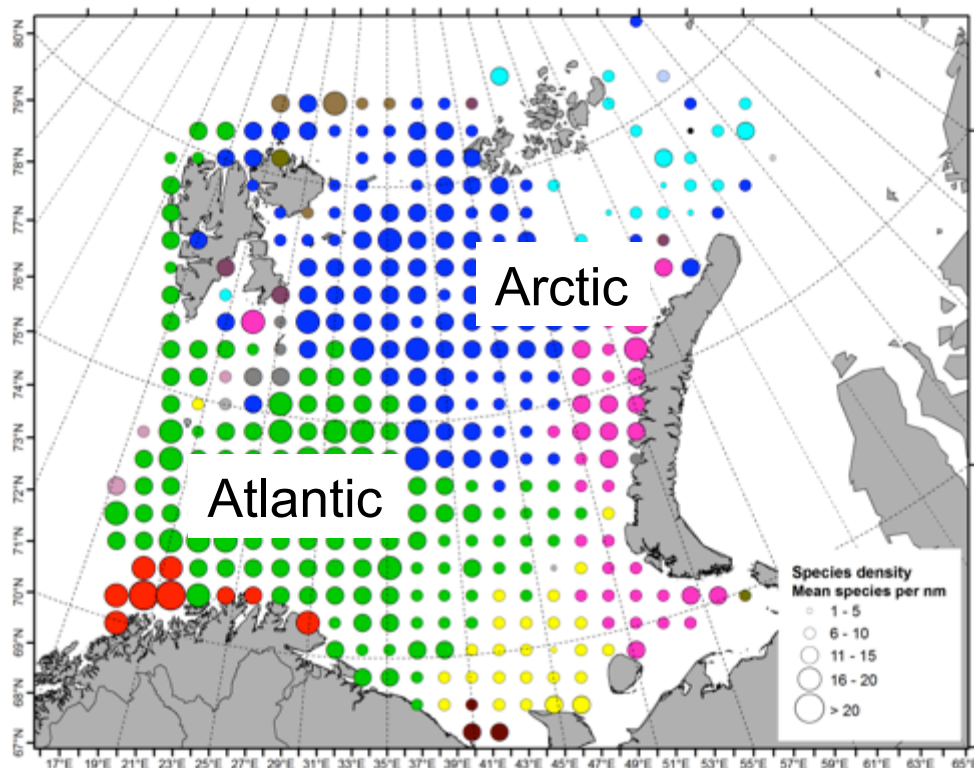 80°N
79°N
78°N
77°N
76°N
75°N
74°N
73°N
72°N
71°N
70°N
69°N
68°N
67°N
Arctic
Atlantic
Species density
Mean species per nm
1 - 5
6 - 10
11 - 15
16 - 20
> 20
17°E 19°E 21°E 23°E 25°E 27°E 29°E 31°E 33°E 35°E 37°E 39°E 41°E 43°E 45°E 47°E 49°E 51°E 53°E 55°E 57°E 59°E 61°E 63°E 65°E